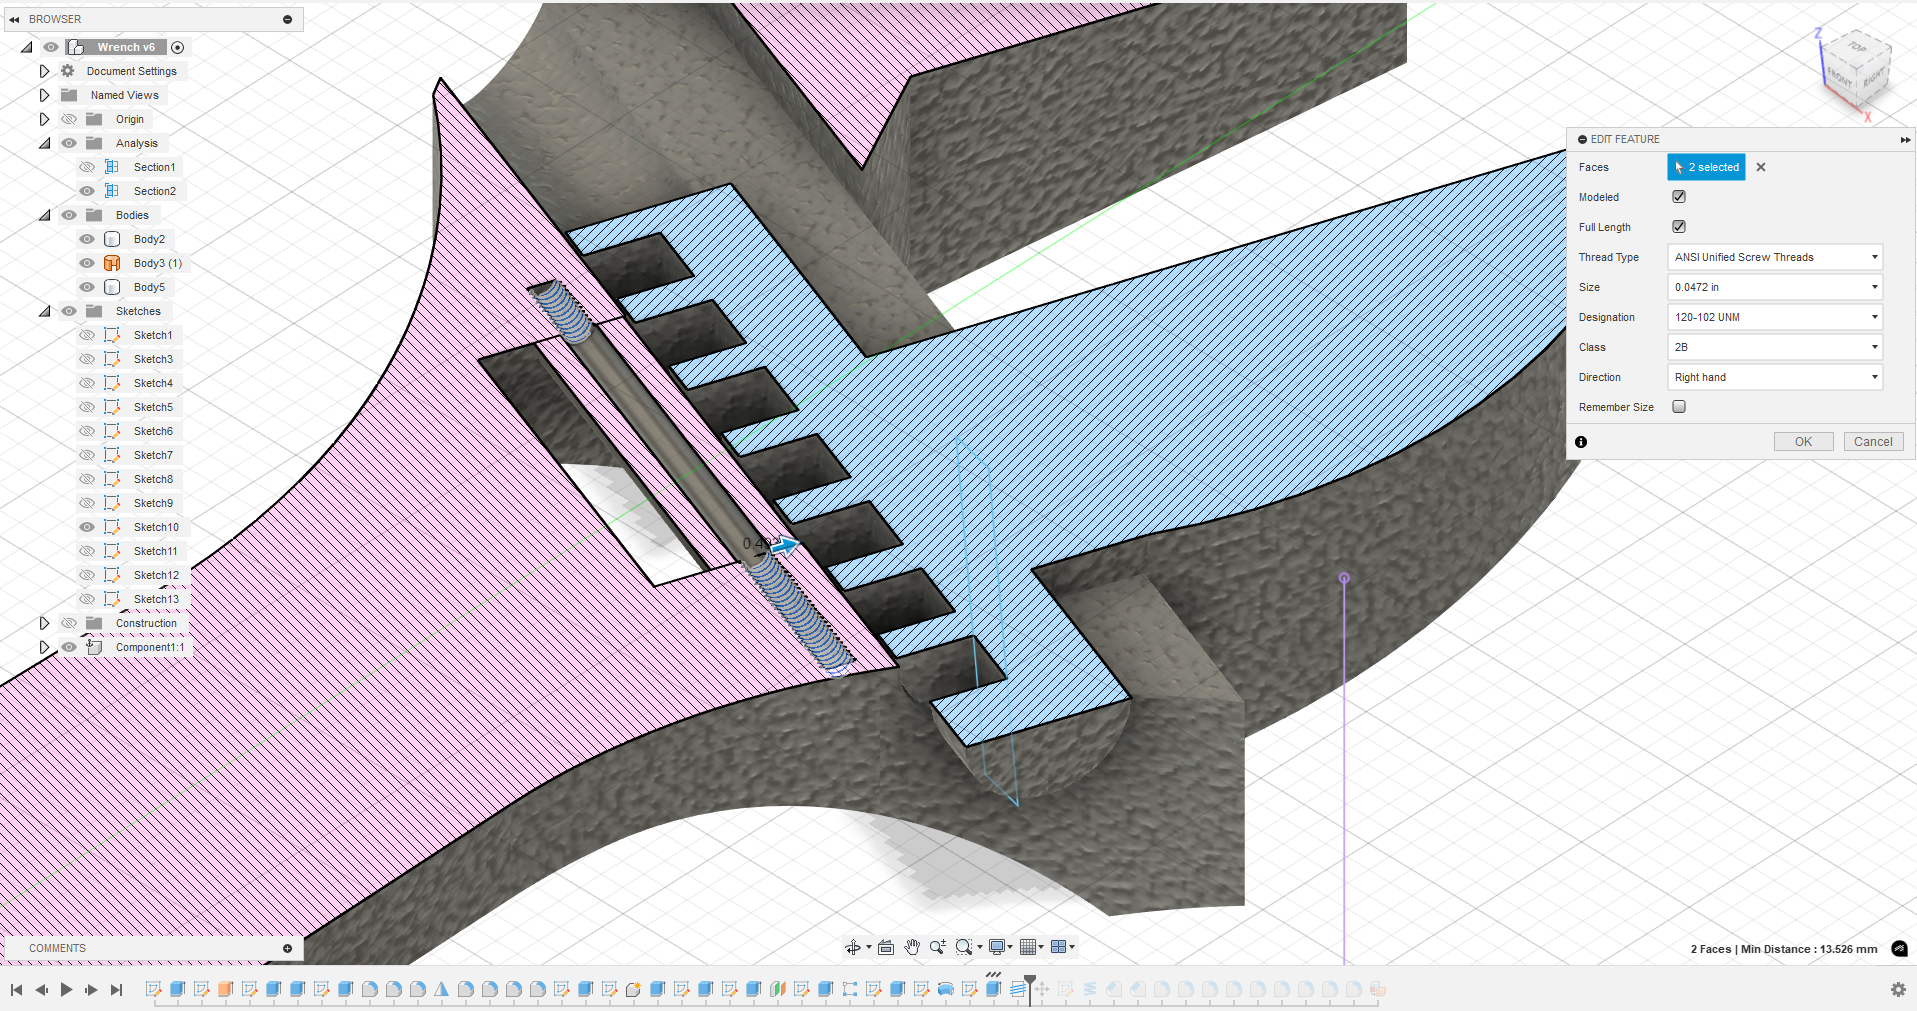 BROWSER
Wrench v6
Document Settings
Named Views
Origin
Analysis
Section1
Section2
Bodies
Body2
Body3 (1)
Body5
Sketches
Sketch1
Sketch3
Sketch4
Sketch5
Sketch6
Sketch7
Sketch8
Sketch9
Sketch10
Sketch11
Sketch12
Sketch13
Construction
Component1:1
COMMENTS
Z
TOP
FRONT
RIGHT
X
EDIT FEATURE
Faces 2 selected
Modeled
Full Length
Thread Type ANSI Unified Screw Threads
Size 0.0472 in
Designation 120-102 UNM
Class 2B
Direction Right hand
Remember Size
OK Cancel
2 Faces | Min Distance : 13.526 mm